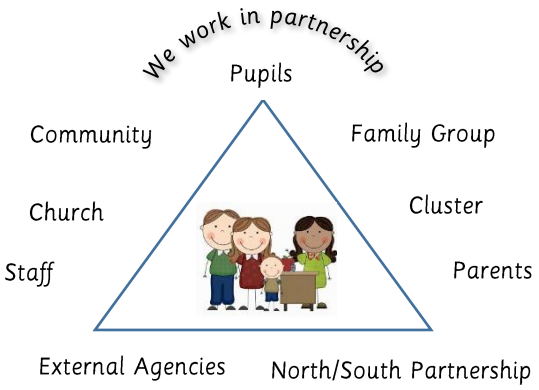 We work in partnership
Pupils
Community
Family Group
Church
Cluster
Staff
Parents
External Agencies
North/South Partnership